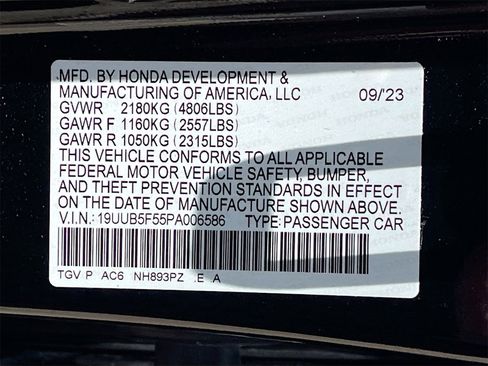 MFD. BY HONDA DEVELOPMENT &
MANUFACTURING OF AMERICA, LLC 09/'23
GVWR 2180KG (4806LBS)
GAWR F 1160KG (2557LBS)
GAWR R 1050KG (2315LBS)
THIS VEHICLE CONFORMS TO ALL APPLICABLE
FEDERAL MOTOR VEHICLE SAFETY, BUMPER,
AND THEFT PREVENTION STANDARDS IN EFFECT
ON THE DATE OF MANUFACTURE SHOWN ABOVE.
V.I.N.: 19UUB5F55PA006586 TYPE: PASSENGER CAR
TGV P AC6 NH893PZ .E .A